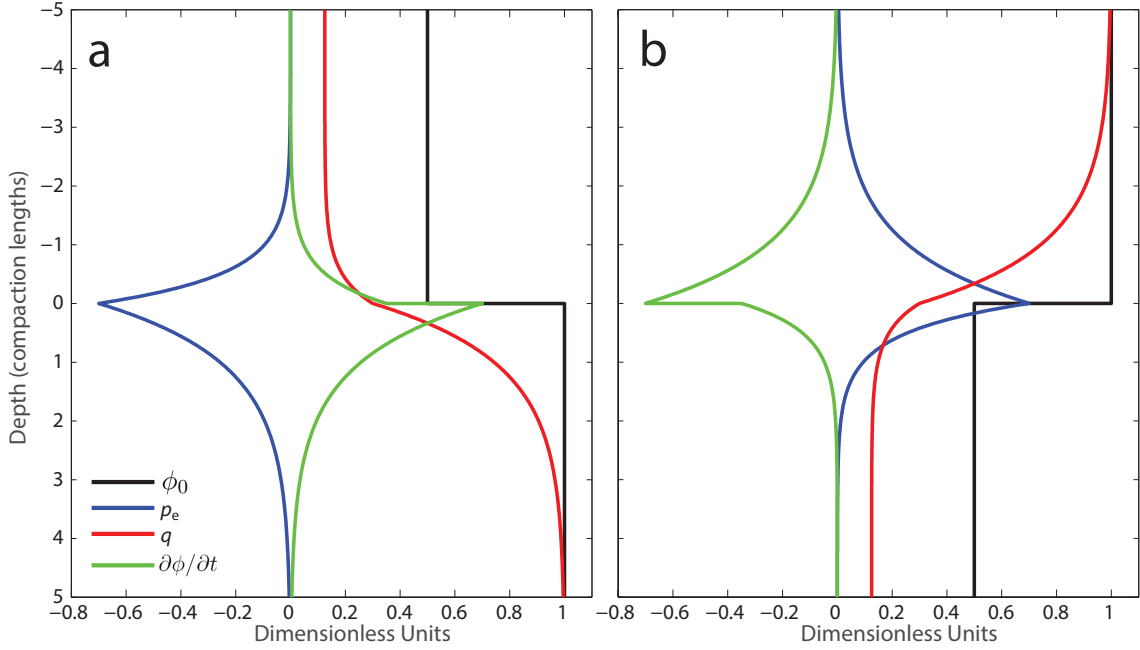 a
b
−5
−4
−3
−2
−1
0
1
2
3
4
5
Depth (compaction lengths)
ϕ₀
pₑ
q
∂ϕ/∂t
−0.8 −0.6 −0.4 −0.2 0 0.2 0.4 0.6 0.8 1
−0.8 −0.6 −0.4 −0.2 0 0.2 0.4 0.6 0.8 1
Dimensionless Units
Dimensionless Units